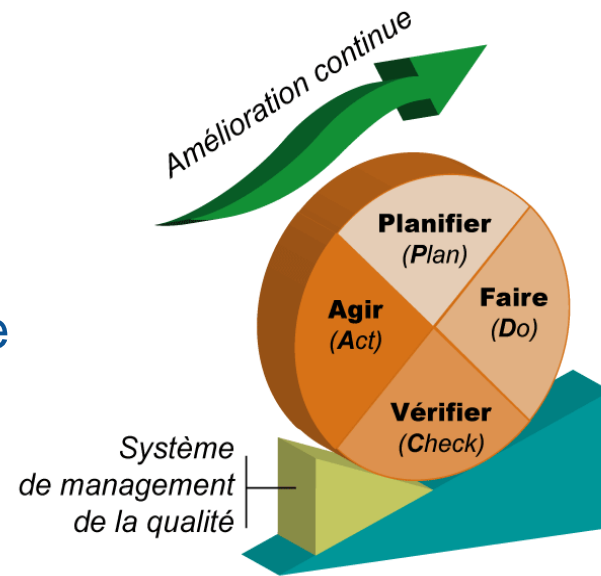 Amélioration continue
Planifier
(Plan)
Faire
(Do)
Agir
(Act)
Vérifier
(Check)
e
Système
de management
de la qualité